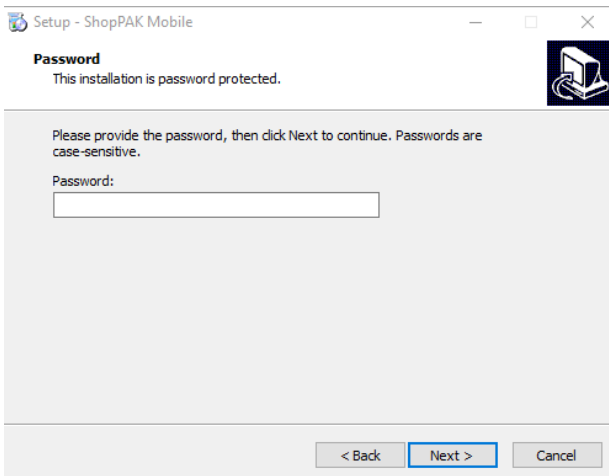 Setup - ShopPAK Mobile
Password
This installation is password protected.
Please provide the password, then click Next to continue. Passwords are
case-sensitive.
Password:
< Back Next > Cancel